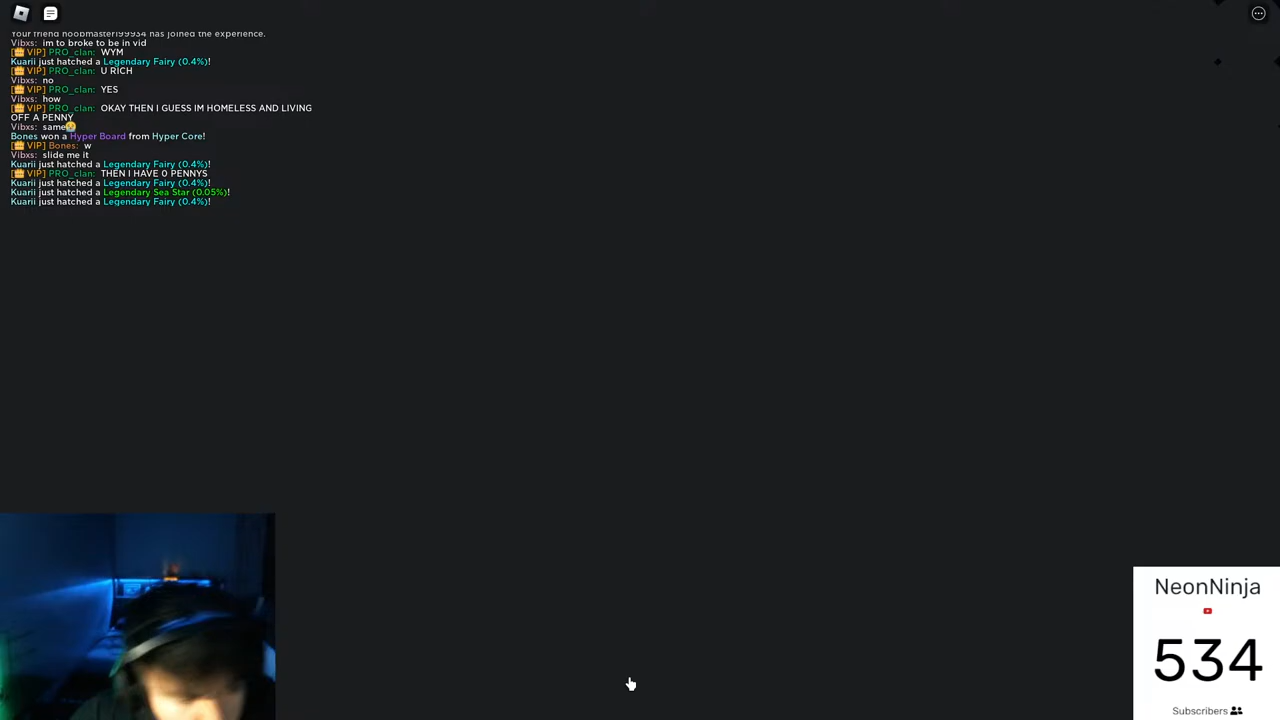 Your friend noobmaster199934 has joined the experience.
Vibxs: im to broke to be in vid
[👑 VIP] PRO_clan: WYM
Kuarii just hatched a Legendary Fairy (0.4%)!
[👑 VIP] PRO_clan: U RICH
Vibxs: no
[👑 VIP] PRO_clan: YES
Vibxs: how
[👑 VIP] PRO_clan: OKAY THEN I GUESS IM HOMELESS AND LIVING
OFF A PENNY
Vibxs: same😭
Bones won a Hyper Board from Hyper Core!
[👑 VIP] Bones: w
Vibxs: slide me it
Kuarii just hatched a Legendary Fairy (0.4%)!
[👑 VIP] PRO_clan: THEN I HAVE 0 PENNYS
Kuarii just hatched a Legendary Fairy (0.4%)!
Kuarii just hatched a Legendary Sea Star (0.05%)!
Kuarii just hatched a Legendary Fairy (0.4%)!
NeonNinja
534
Subscribers